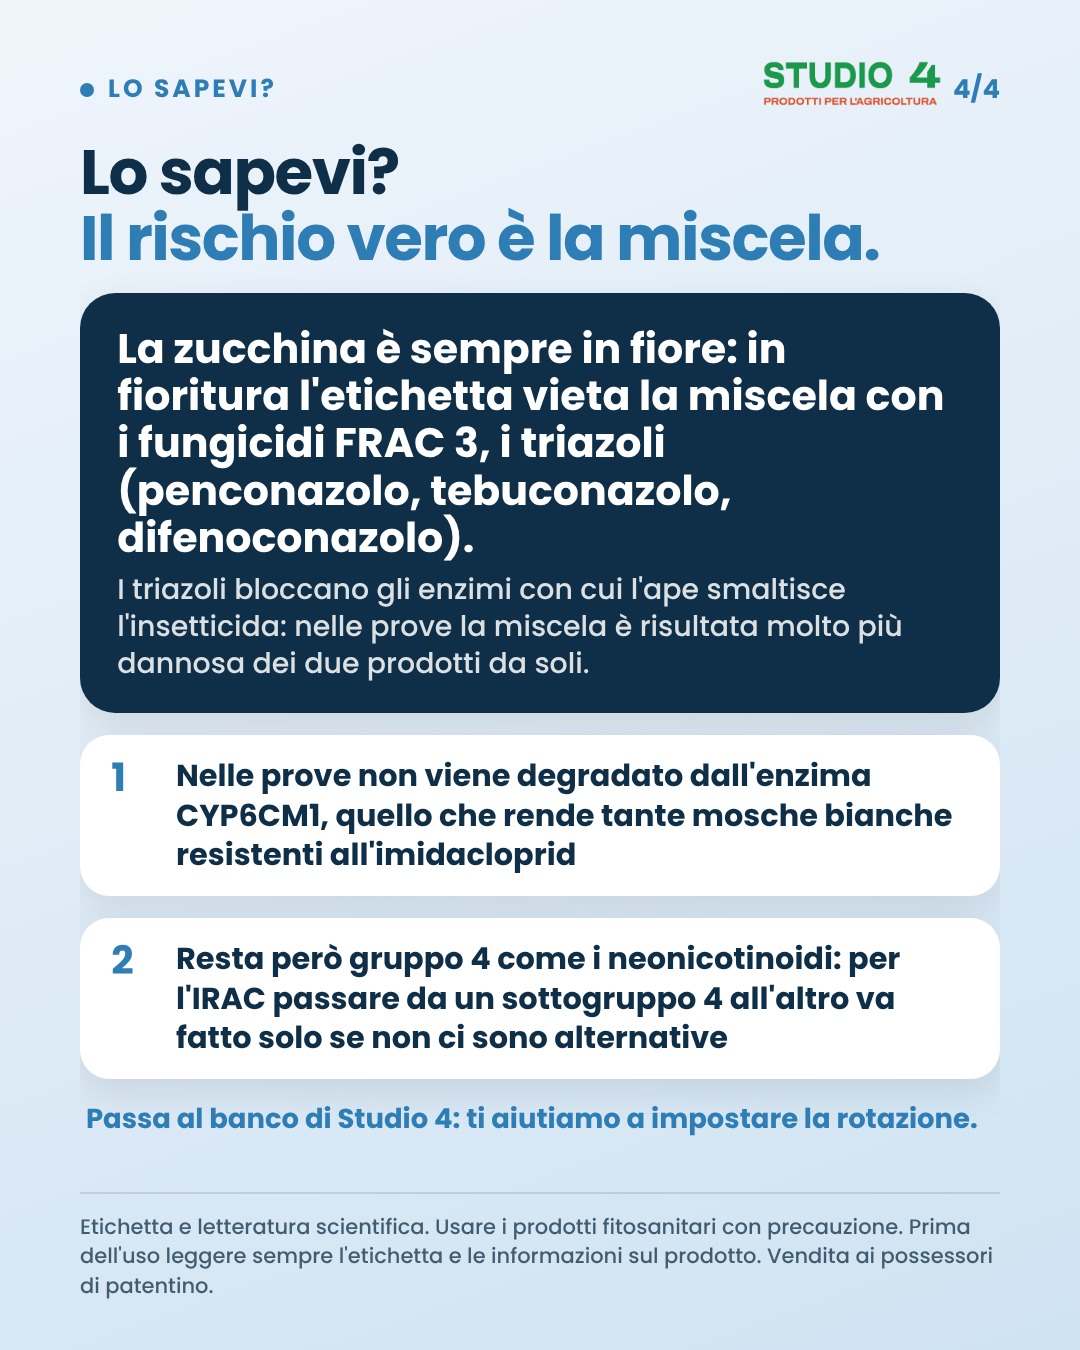 LO SAPEVI?
STUDIO 4
PRODOTTI PER L'AGRICOLTURA
4/4
Lo sapevi?
Il rischio vero è la miscela.
La zucchina è sempre in fiore: in
fioritura l'etichetta vieta la miscela con
i fungicidi FRAC 3, i triazoli
(penconazolo, tebuconazolo,
difenoconazolo).
I triazoli bloccano gli enzimi con cui l'ape smaltisce
l'insetticida: nelle prove la miscela è risultata molto più
dannosa dei due prodotti da soli.
1
Nelle prove non viene degradato dall'enzima
CYP6CM1, quello che rende tante mosche bianche
resistenti all'imidacloprid
2
Resta però gruppo 4 come i neonicotinoidi: per
l'IRAC passare da un sottogruppo 4 all'altro va
fatto solo se non ci sono alternative
Passa al banco di Studio 4: ti aiutiamo a impostare la rotazione.
Etichetta e letteratura scientifica. Usare i prodotti fitosanitari con precauzione. Prima
dell'uso leggere sempre l'etichetta e le informazioni sul prodotto. Vendita ai possessori
di patentino.